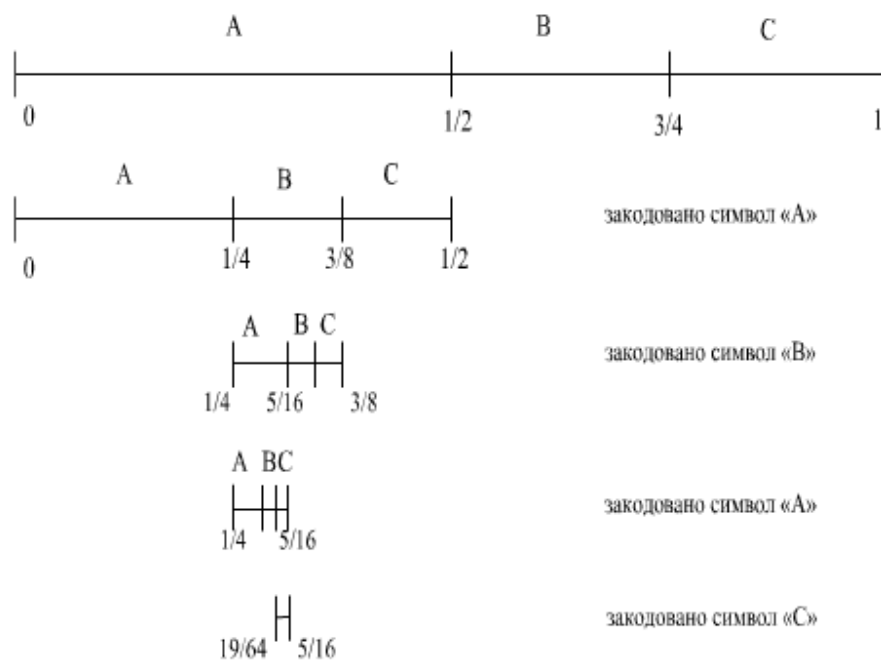 A B C
0 1/2 3/4 1
A B C
закодовано символ «A»
0 1/4 3/8 1/2
A B C
закодовано символ «B»
1/4 5/16 3/8
A B C
закодовано символ «A»
1/4 5/16
закодовано символ «C»
19/64 5/16